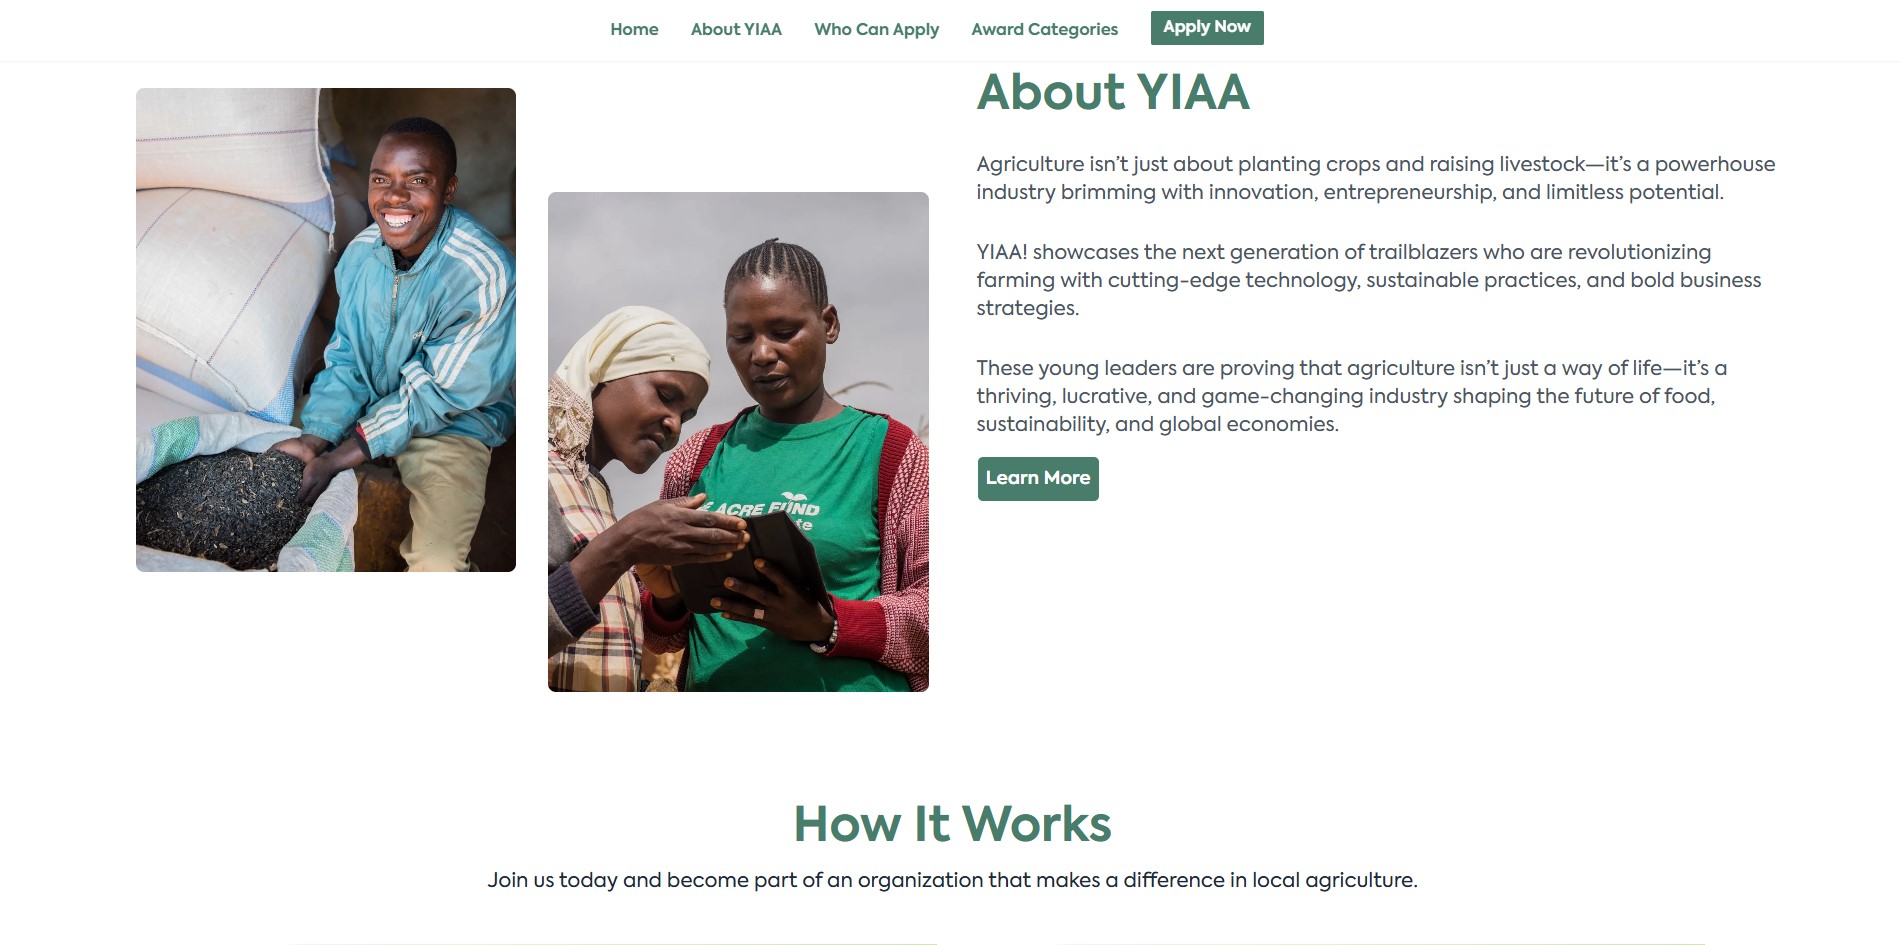 Home About YIAA Who Can Apply Award Categories Apply Now
About YIAA
Agriculture isn’t just about planting crops and raising livestock—it’s a powerhouse
industry brimming with innovation, entrepreneurship, and limitless potential.
YIAA! showcases the next generation of trailblazers who are revolutionizing
farming with cutting-edge technology, sustainable practices, and bold business
strategies.
These young leaders are proving that agriculture isn’t just a way of life—it’s a
thriving, lucrative, and game-changing industry shaping the future of food,
sustainability, and global economies.
Learn More
ACRE FUND
How It Works
Join us today and become part of an organization that makes a difference in local agriculture.